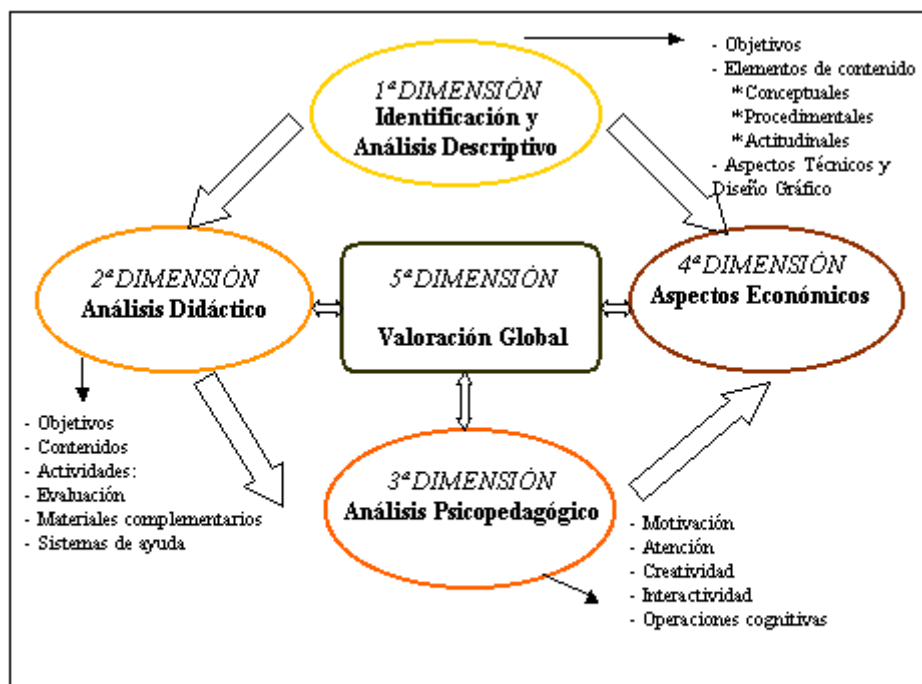 1ª DIMENSIÓN
Identificación y
Análisis Descriptivo
- Objetivos
- Elementos de contenido
*Conceptuales
*Procedimentales
*Actitudinales
- Aspectos Técnicos y
Diseño Gráfico
2ª DIMENSIÓN
Análisis Didáctico
5ª DIMENSIÓN
Valoración Global
4ª DIMENSIÓN
Aspectos Económicos
- Objetivos
- Contenidos
- Actividades:
- Evaluación
- Materiales complementarios
- Sistemas de ayuda
3ª DIMENSIÓN
Análisis Psicopedagógico
- Motivación
- Atención
- Creatividad
- Interactividad
- Operaciones cognitivas